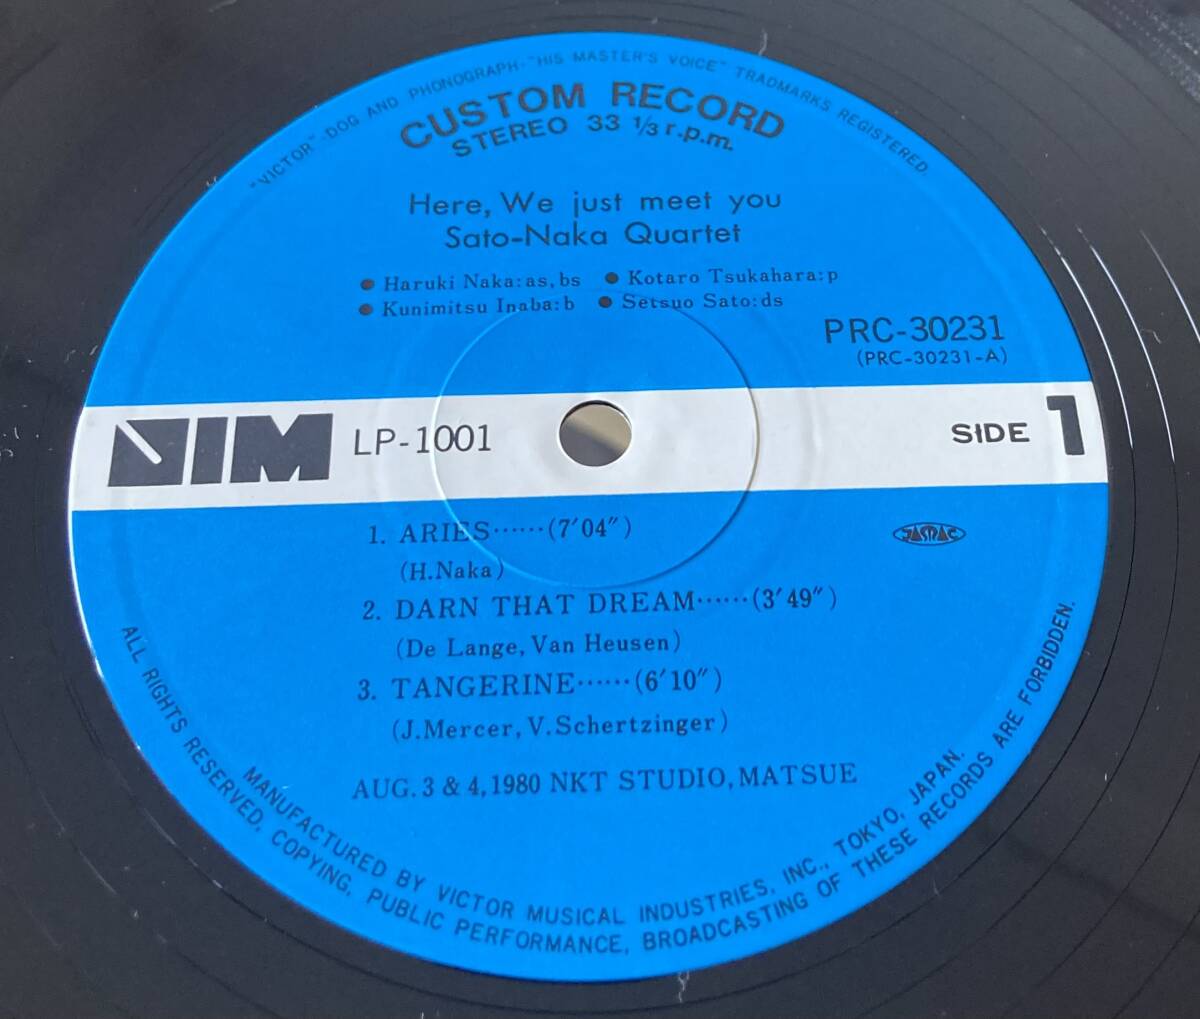 "VICTOR"-DOG AND PHONOGRAPH-"HIS MASTER'S VOICE" TRADMARKS REGISTERED.
CUSTOM RECORD
STEREO 33 1/3 r.p.m.
Here, We just meet you
Sato-Naka Quartet
● Haruki Naka:as, bs ● Kotaro Tsukahara:p
● Kunimitsu Inaba:b ● Setsuo Sato:ds
PRC-30231
(PRC-30231-A)
JIM LP-1001 SIDE 1
1. ARIES······(7′04″)
(H.Naka)
JASRAC
2. DARN THAT DREAM······(3′49″)
(De Lange, Van Heusen)
3. TANGERINE······(6′10″)
(J.Mercer, V.Schertzinger)
AUG. 3 & 4, 1980 NKT STUDIO, MATSUE
MANUFACTURED BY VICTOR MUSICAL INDUSTRIES, INC., TOKYO, JAPAN.
ALL RIGHTS RESERVED, COPYING, PUBLIC PERFORMANCE, BROADCASTING OF THESE RECORDS ARE FORBIDDEN.